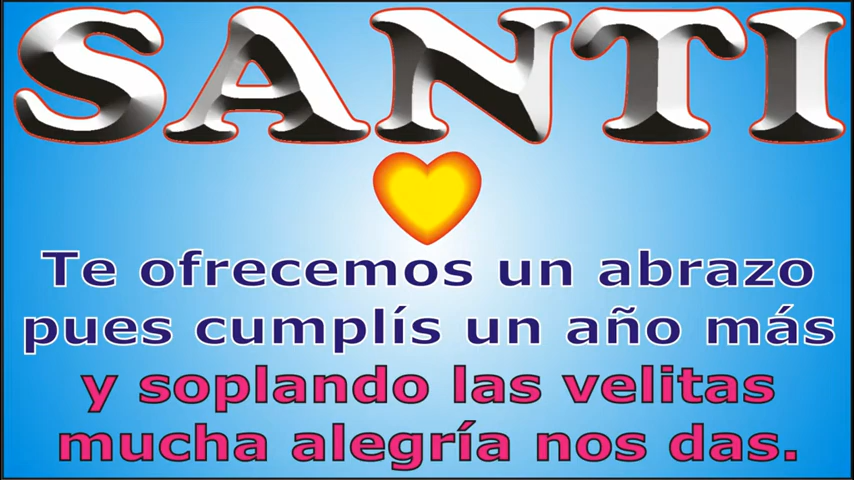 SANTI
Te ofrecemos un abrazo
pues cumplís un año más
y soplando las velitas
mucha alegría nos das.